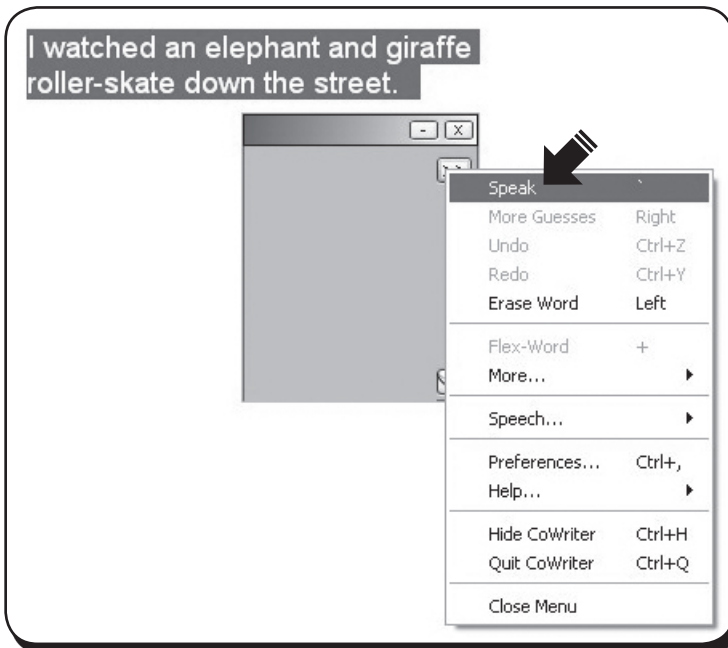 I watched an elephant and giraffe
roller-skate down the street.
- X
Speak `
More Guesses Right
Undo Ctrl+Z
Redo Ctrl+Y
Erase Word Left
Flex-Word +
More...
Speech...
Preferences... Ctrl+,
Help...
Hide CoWriter Ctrl+H
Quit CoWriter Ctrl+Q
Close Menu